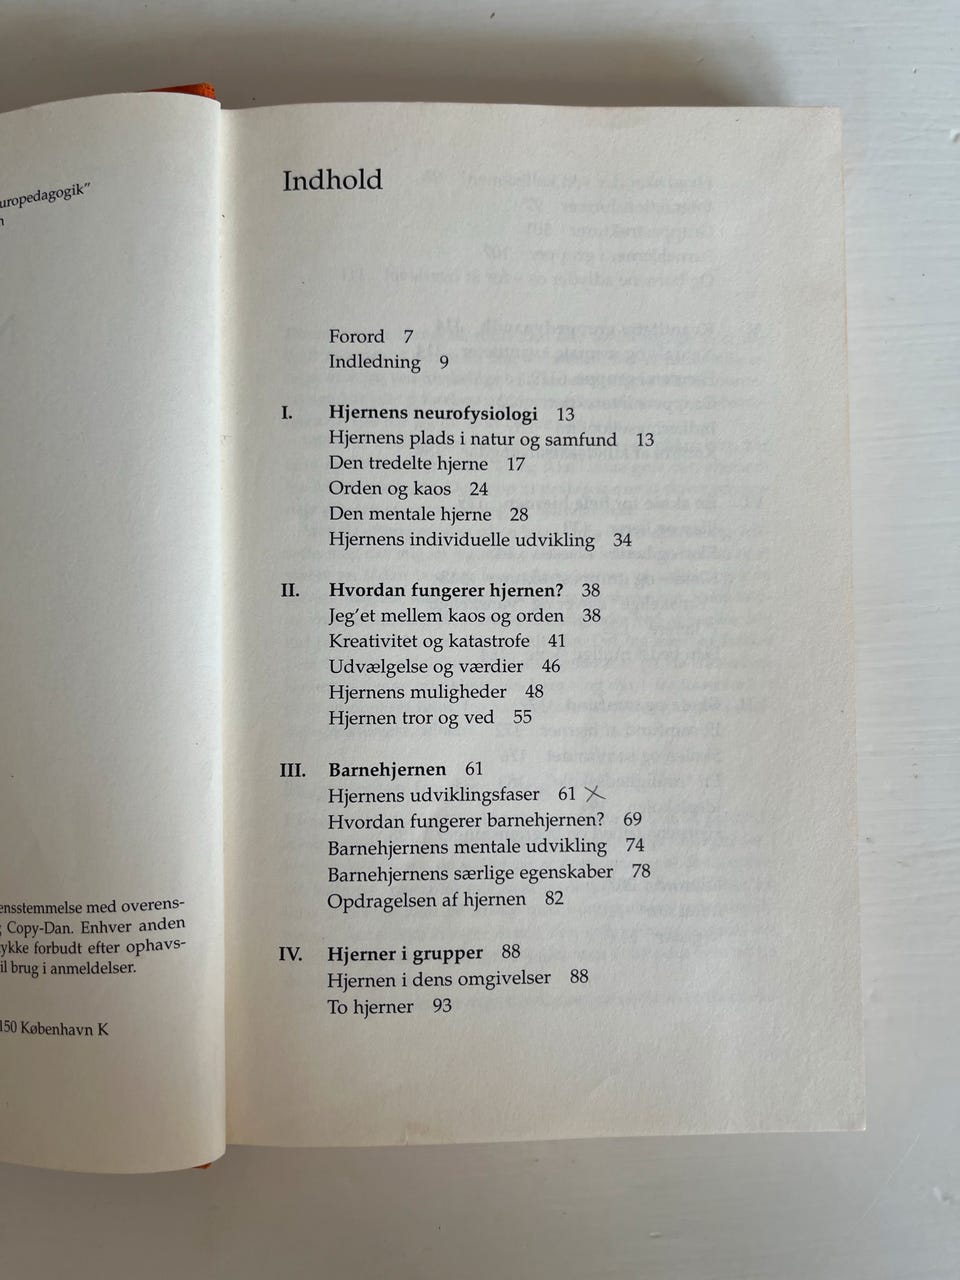 uropedagogik"
Indhold
Forord 7
Indledning 9
I. Hjernens neurofysiologi 13
Hjernens plads i natur og samfund 13
Den tredelte hjerne 17
Orden og kaos 24
Den mentale hjerne 28
Hjernens individuelle udvikling 34
II. Hvordan fungerer hjernen? 38
Jeg'et mellem kaos og orden 38
Kreativitet og katastrofe 41
Udvælgelse og værdier 46
Hjernens muligheder 48
Hjernen tror og ved 55
III. Barnehjernen 61
Hjernens udviklingsfaser 61
Hvordan fungerer barnehjernen? 69
Barnehjernens mentale udvikling 74
Barnehjernens særlige egenskaber 78
Opdragelsen af hjernen 82
IV. Hjerner i grupper 88
Hjernen i dens omgivelser 88
To hjerner 93
ensstemmelse med overens-
Copy-Dan. Enhver anden
ykke forbudt efter ophavs-
il brug i anmeldelser.
150 København K